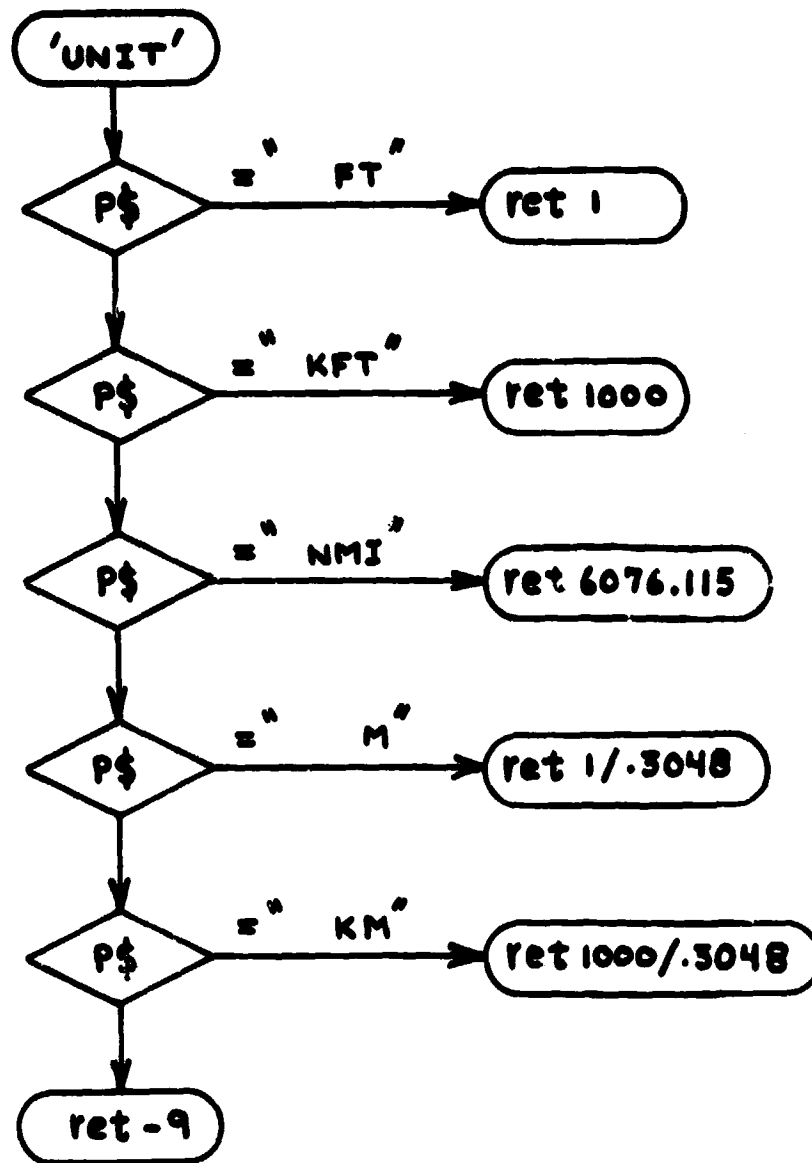 'UNIT'
P$ =" FT" ret 1
P$ =" KFT" ret 1000
P$ =" NMI" ret 6076.115
P$ =" M" ret 1/.3048
P$ =" KM" ret 1000/.3048
ret -9